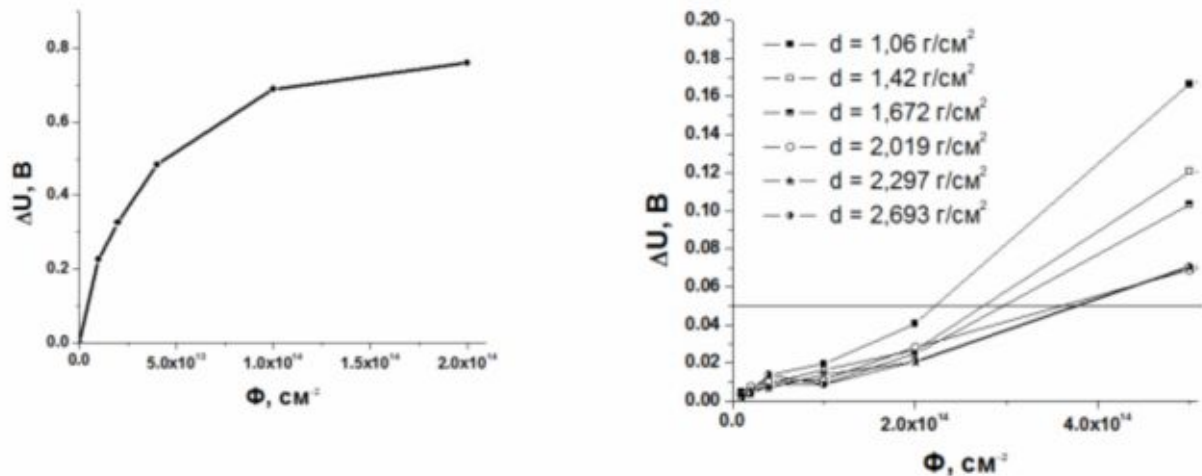 0.8
0.6
0.4
0.2
0.0
ΔU, В
0.0
5.0x10¹³
1.0x10¹⁴
1.5x10¹⁴
2.0x10¹⁴
Ф, см⁻²
0.20
0.18
0.16
0.14
0.12
0.10
0.08
0.06
0.04
0.02
0.00
ΔU, В
d = 1,06 г/см²
d = 1,42 г/см²
d = 1,672 г/см²
d = 2,019 г/см²
d = 2,297 г/см²
d = 2,693 г/см²
0.0
2.0x10¹⁴
4.0x10¹⁴
Ф, см⁻²